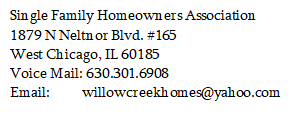 Single Family Homeowners Association
1879 N Neltnor Blvd. #165
West Chicago, IL 60185
Voice Mail: 630.301.6908
Email: willowcreekhomes@yahoo.com